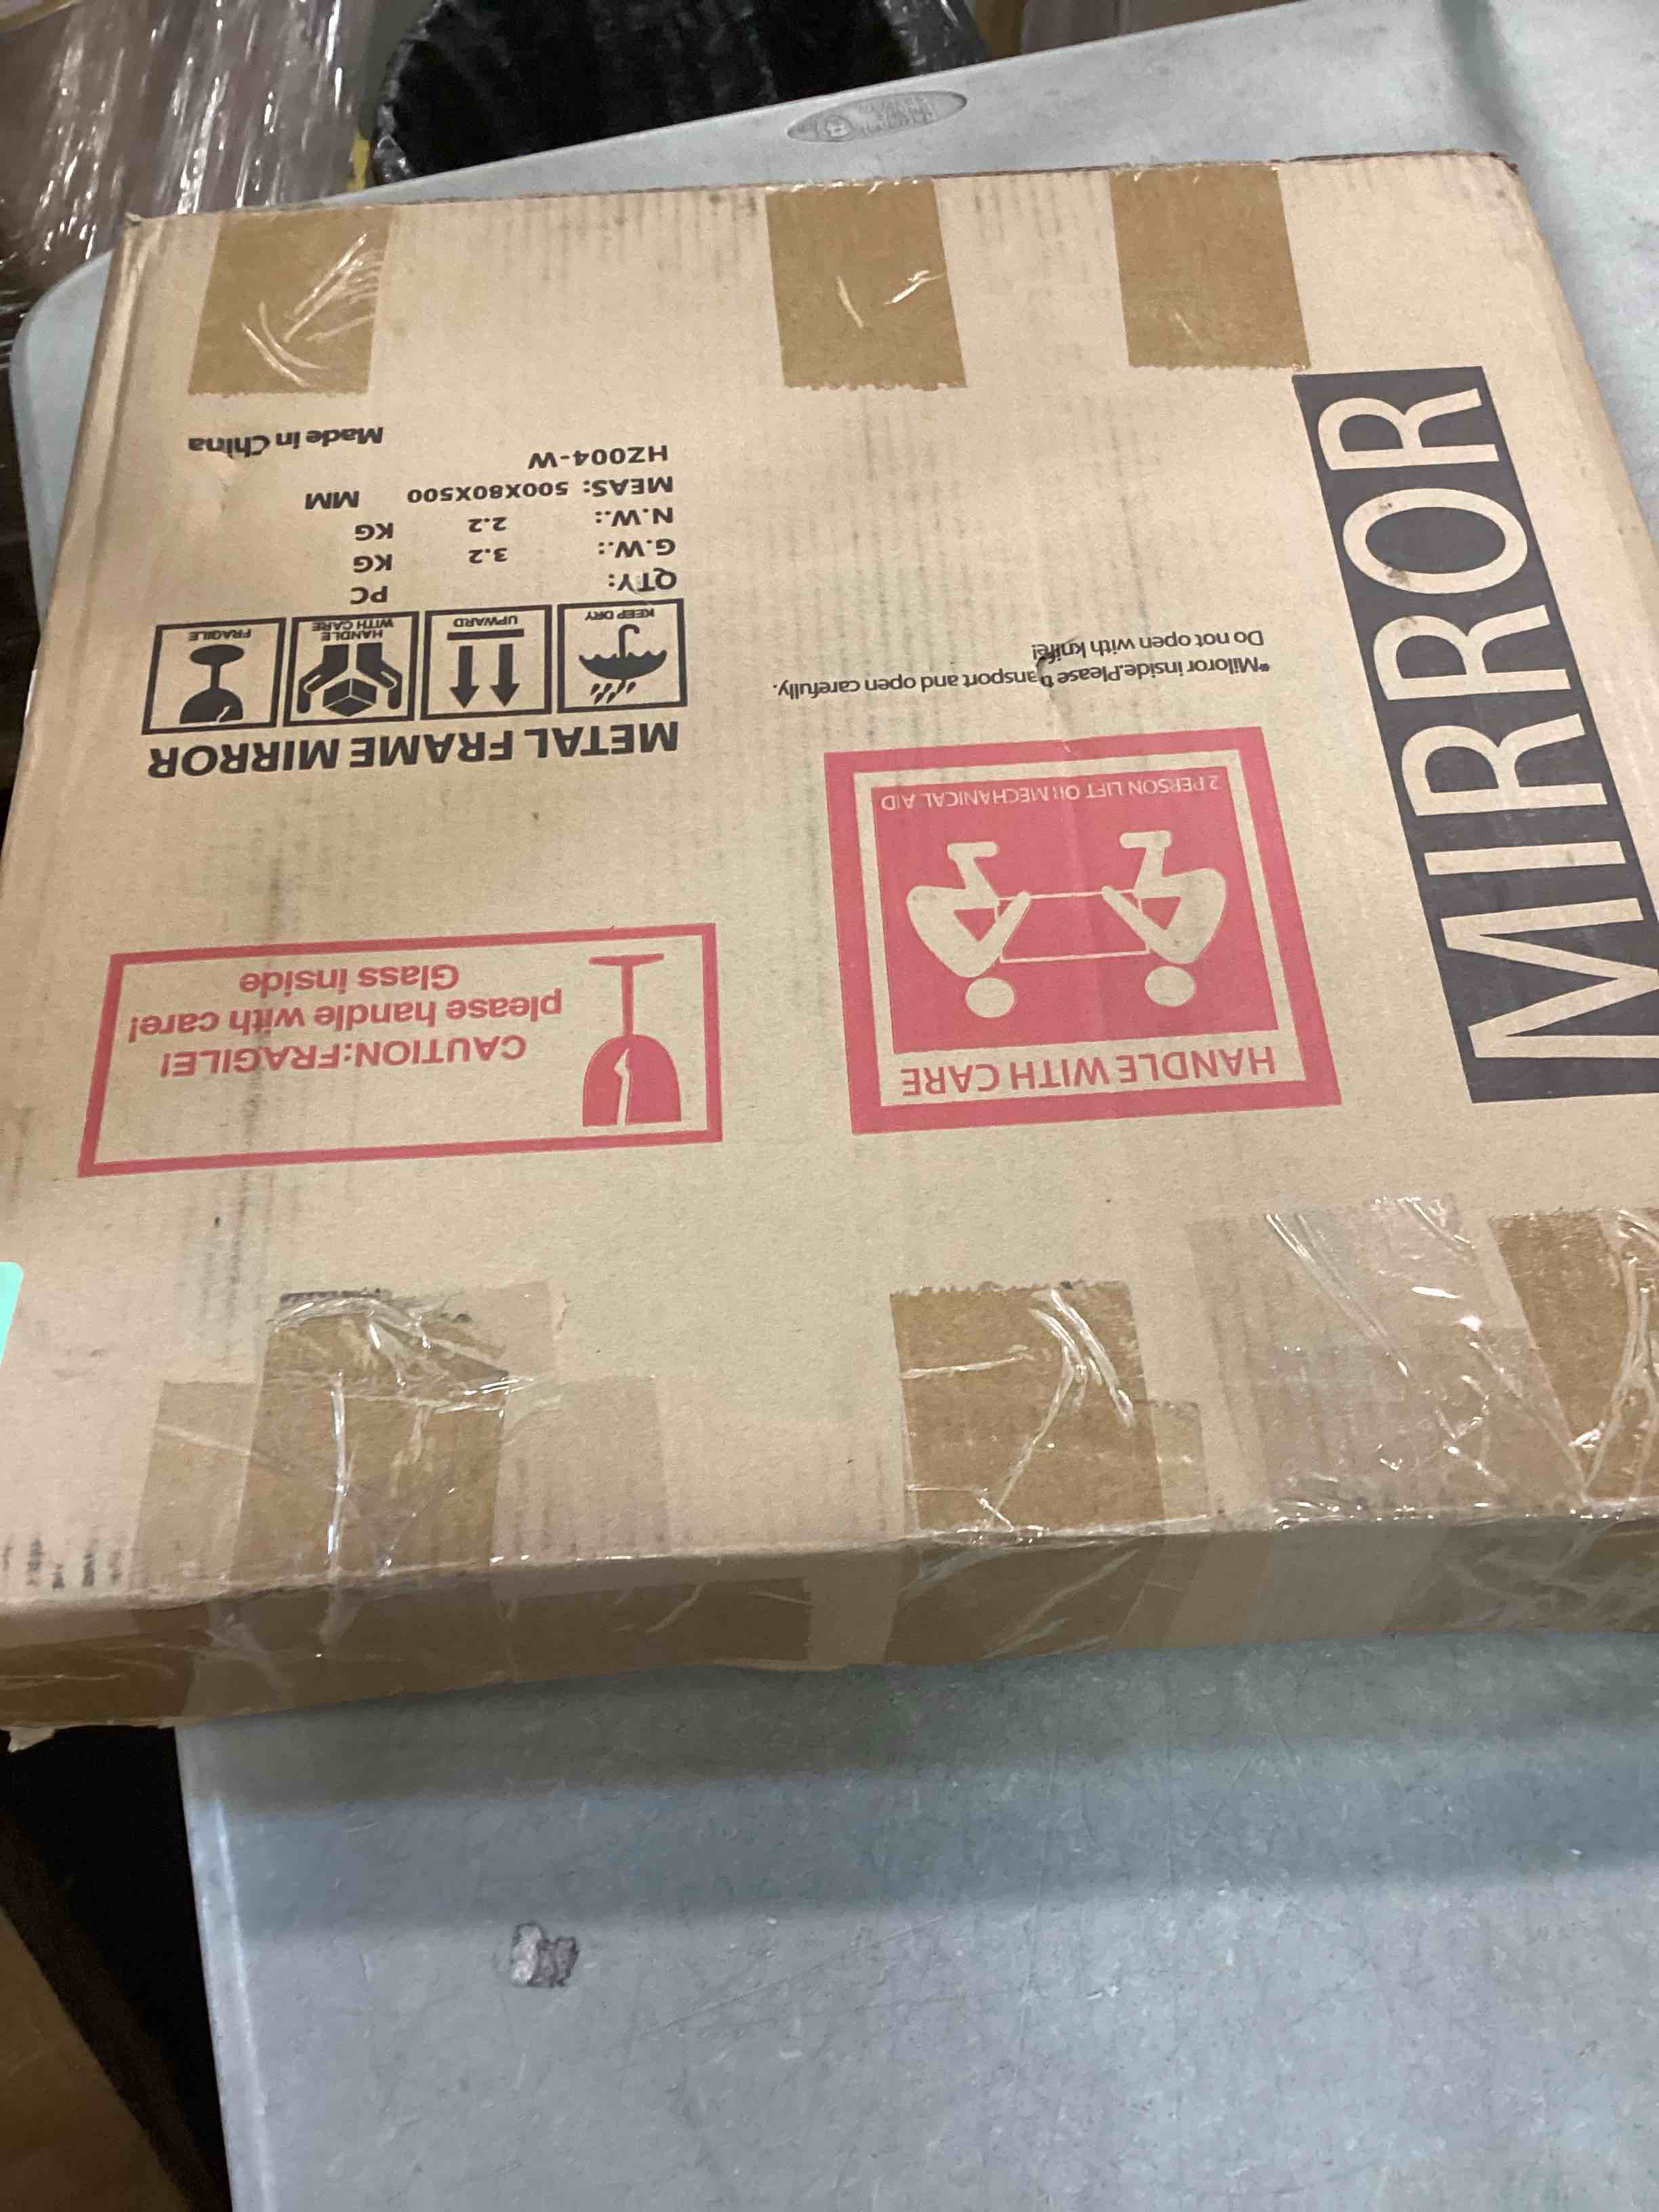 CAUTION:FRAGILE!
please handle with care!
Glass inside
HANDLE WITH CARE
2 PERSON LIFT OR MECHANICAL AID
MIRROR
*Miloror inside.Please transport and open carefully.
Do not open with knife!
METAL FRAME MIRROR
KEEP DRY
UPWARD
HANDLE
WITH CARE
FRAGILE
QTY: PC
G.W.: 3.2 KG
N.W.: 2.2 KG
MEAS: 500X80X500 MM
HZ004-W
Made in China